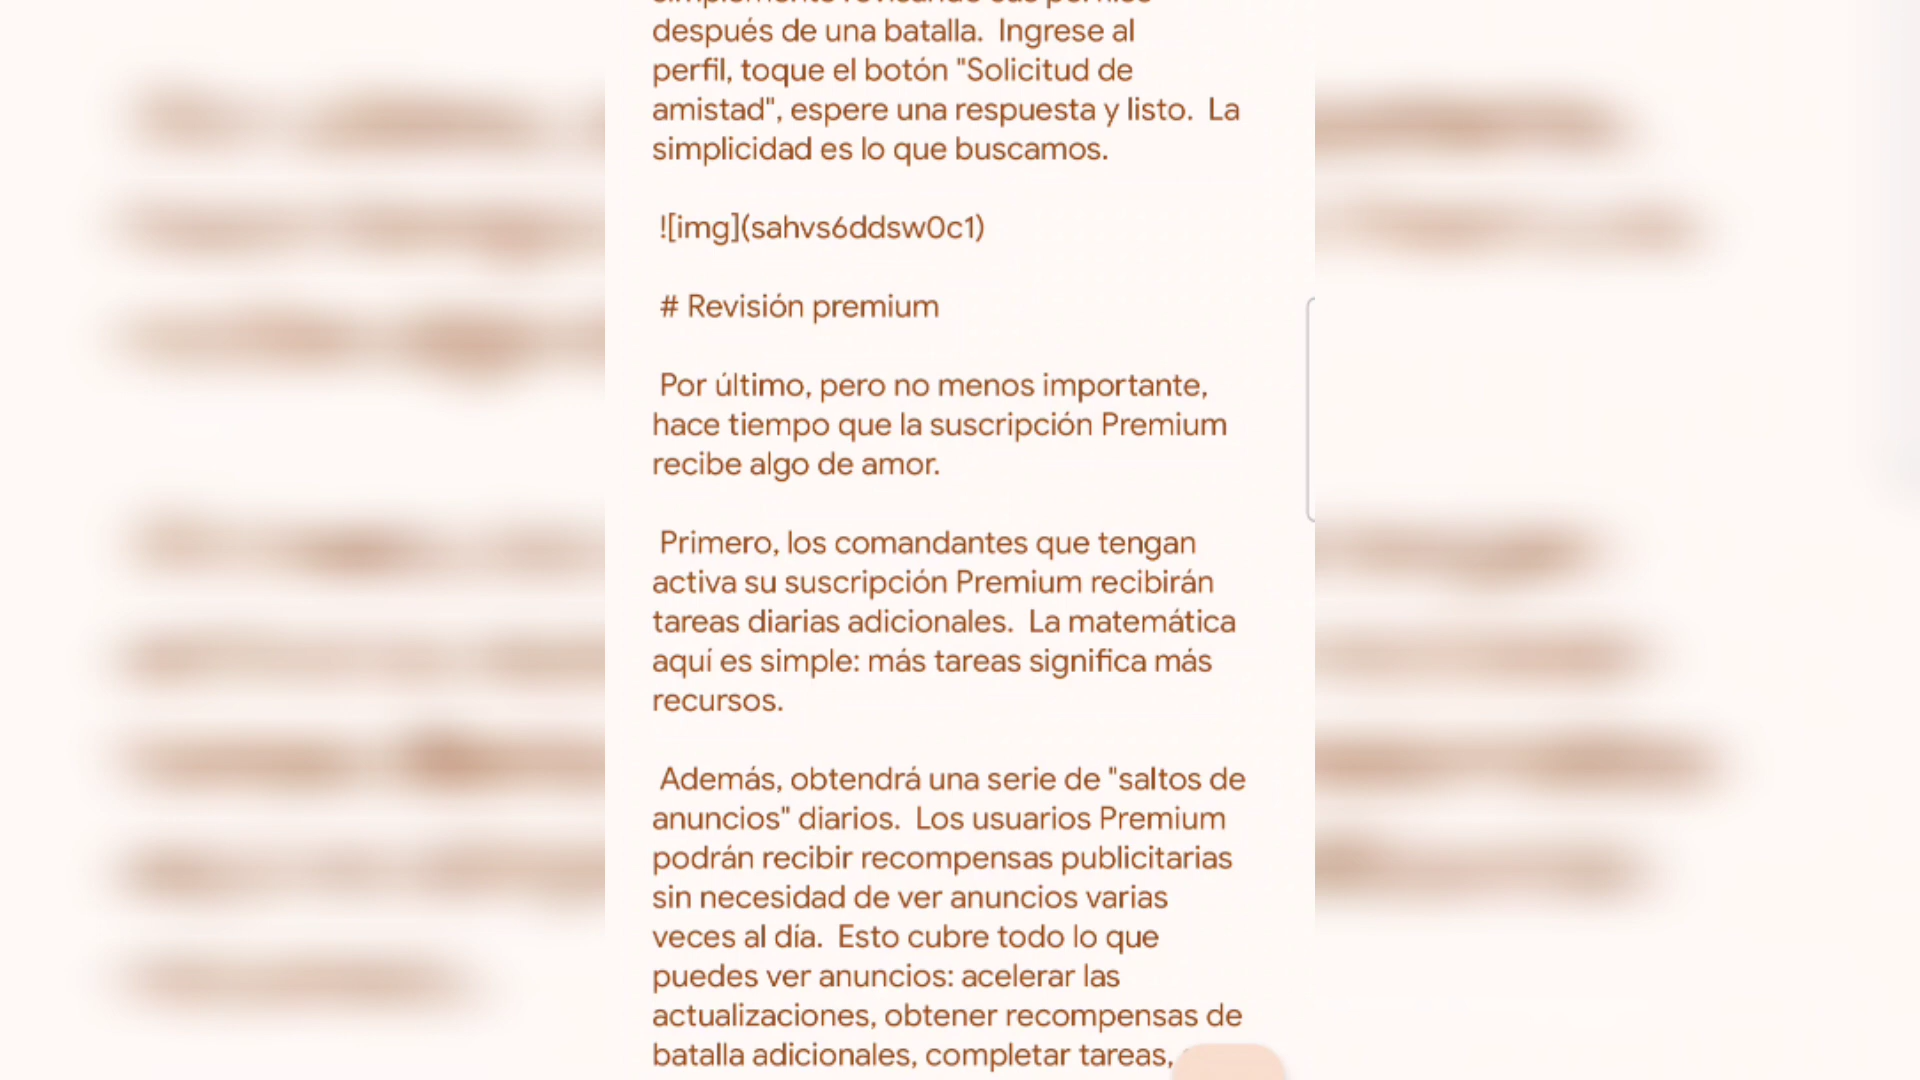 después de una batalla.  Ingrese al
perfil, toque el botón "Solicitud de
amistad", espere una respuesta y listo.  La
simplicidad es lo que buscamos.
![img](sahvs6ddsw0c1)
# Revisión premium
Por último, pero no menos importante,
hace tiempo que la suscripción Premium
recibe algo de amor.
Primero, los comandantes que tengan
activa su suscripción Premium recibirán
tareas diarias adicionales.  La matemática
aquí es simple: más tareas significa más
recursos.
Además, obtendrá una serie de "saltos de
anuncios" diarios.  Los usuarios Premium
podrán recibir recompensas publicitarias
sin necesidad de ver anuncios varias
veces al día.  Esto cubre todo lo que
puedes ver anuncios: acelerar las
actualizaciones, obtener recompensas de
batalla adicionales, completar tareas,